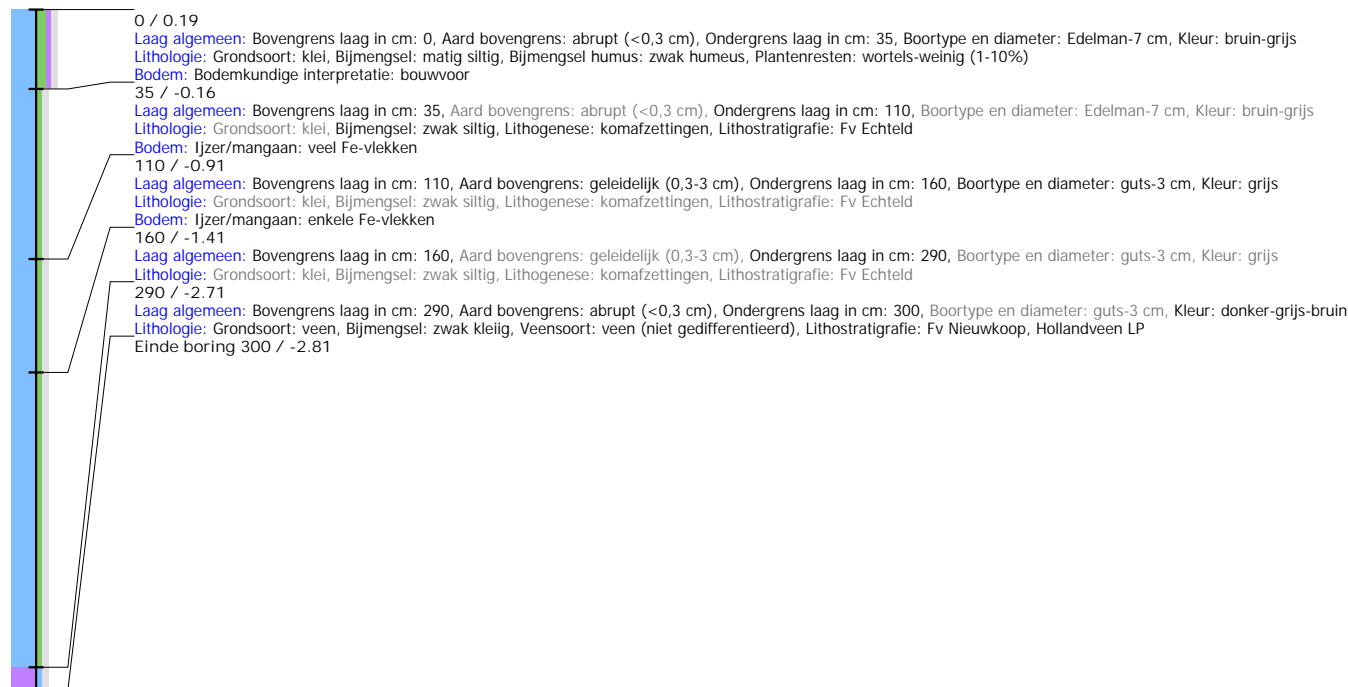 0 / 0.19
Laag algemeen: Bovengrens laag in cm: 0, Aard bovengrens: abrupt (<0,3 cm), Ondergrens laag in cm: 35, Boortype en diameter: Edelman-7 cm, Kleur: bruin-grijs
Lithologie: Grondsoort: klei, Bijmengsel: matig siltig, Bijmengsel humus: zwak humeus, Plantenresten: wortels-weinig (1-10%)
Bodem: Bodemkundige interpretatie: bouwvoor
35 / -0.16
Laag algemeen: Bovengrens laag in cm: 35, Aard bovengrens: abrupt (<0,3 cm), Ondergrens laag in cm: 110, Boortype en diameter: Edelman-7 cm, Kleur: bruin-grijs
Lithologie: Grondsoort: klei, Bijmengsel: zwak siltig, Lithogenese: komafzettingen, Lithostratigrafie: Fv Echteld
Bodem: Ijzer/mangaan: veel Fe-vlekken
110 / -0.91
Laag algemeen: Bovengrens laag in cm: 110, Aard bovengrens: geleidelijk (0,3-3 cm), Ondergrens laag in cm: 160, Boortype en diameter: guts-3 cm, Kleur: grijs
Lithologie: Grondsoort: klei, Bijmengsel: zwak siltig, Lithogenese: komafzettingen, Lithostratigrafie: Fv Echteld
Bodem: Ijzer/mangaan: enkele Fe-vlekken
160 / -1.41
Laag algemeen: Bovengrens laag in cm: 160, Aard bovengrens: geleidelijk (0,3-3 cm), Ondergrens laag in cm: 290, Boortype en diameter: guts-3 cm, Kleur: grijs
Lithologie: Grondsoort: klei, Bijmengsel: zwak siltig, Lithogenese: komafzettingen, Lithostratigrafie: Fv Echteld
290 / -2.71
Laag algemeen: Bovengrens laag in cm: 290, Aard bovengrens: abrupt (<0,3 cm), Ondergrens laag in cm: 300, Boortype en diameter: guts-3 cm, Kleur: donker-grijs-bruin
Lithologie: Grondsoort: veen, Bijmengsel: zwak kleiig, Veensoort: veen (niet gedifferentieerd), Lithostratigrafie: Fv Nieuwkoop, Hollandveen LP
Einde boring 300 / -2.81